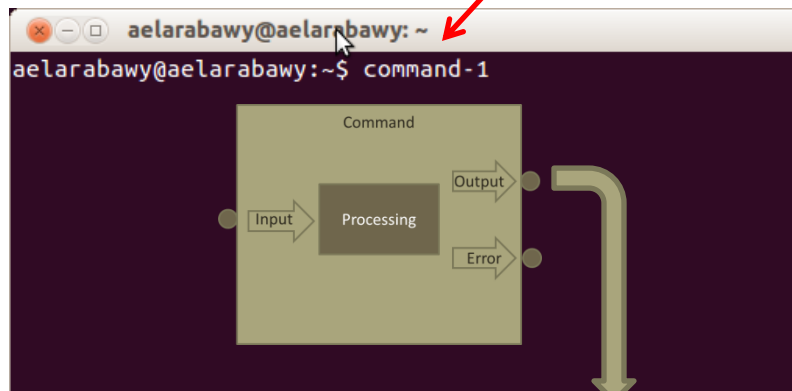 aelarabawy@aelarabawy: ~
aelarabawy@aelarabawy:~$ command-1
Command
Output
Input
Processing
Error